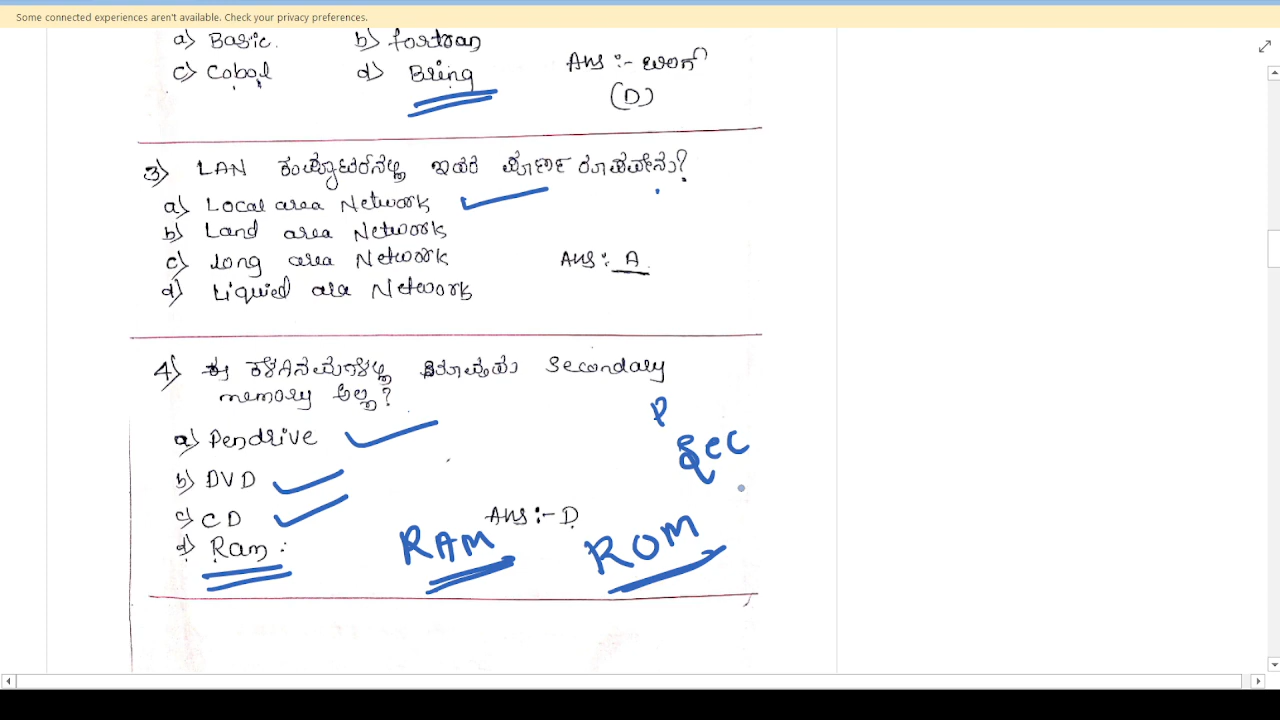 Some connected experiences aren't available. Check your privacy preferences.
a) Basic. b) fortran
c) Cobol d) Bring
Ans :-
(D)
3) LAN ಕಂಪ್ಯೂಟರ್‌ನಲ್ಲಿ ಇದರ ಪೂರ್ಣ ರೂಪವೇನು?
a) Local area Network
b) Land area Network
c) Long area Network
Ans : A.
d) Liquied area Network
4) ಈ ಕೆಳಗಿನವುಗಳಲ್ಲಿ ಯಾವುದು Secondary
memory ಅಲ್ಲ?
P
Sec
a) Pendrive
b) DVD
c) CD
Ans :- D
d) Ram :
RAM ROM